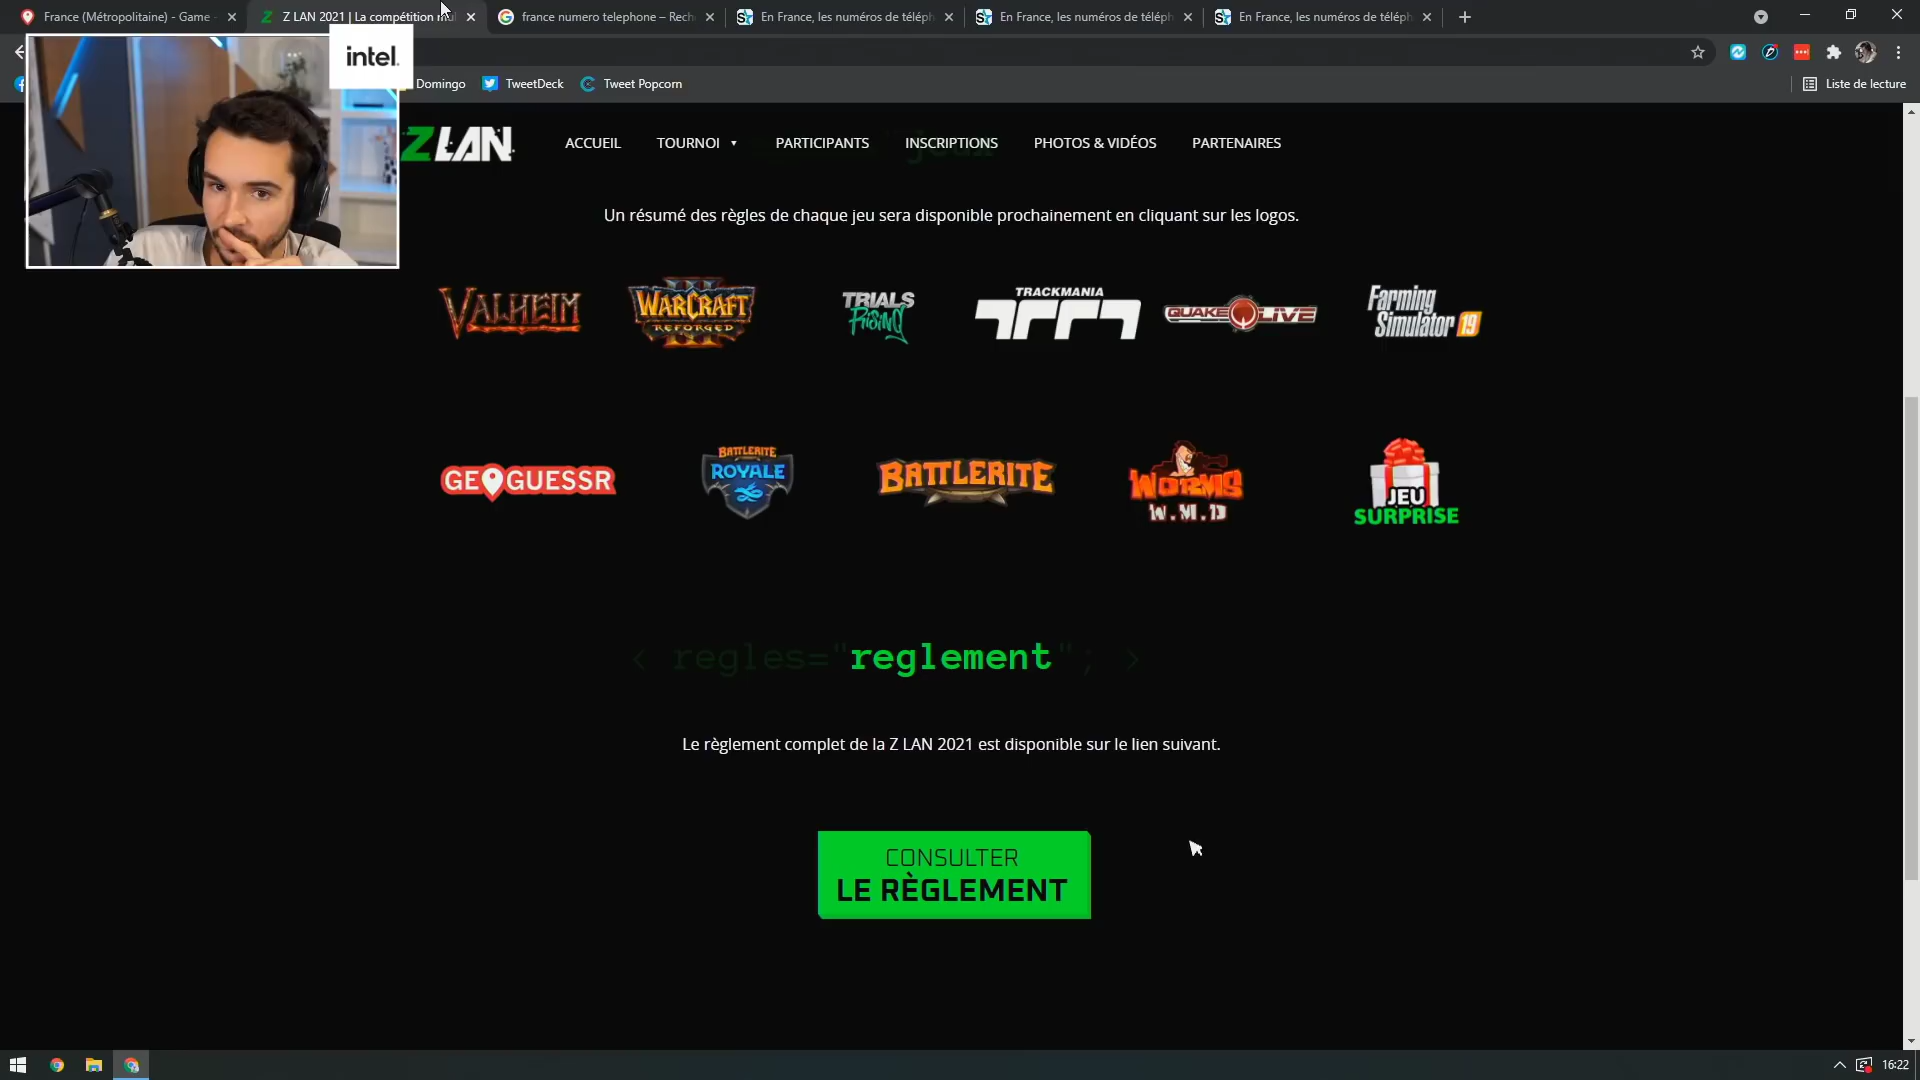 France (Métropolitaine) - Game -
Z LAN 2021 | La compétition mul
france numero telephone – Rech
En France, les numéros de téléph
En France, les numéros de téléph
En France, les numéros de téléph
intel.
Domingo
TweetDeck
Tweet Popcorn
Liste de lecture
Z LAN
ACCUEIL
TOURNOI
PARTICIPANTS
INSCRIPTIONS
PHOTOS & VIDÉOS
PARTENAIRES
Un résumé des règles de chaque jeu sera disponible prochainement en cliquant sur les logos.
VALHEIM
WARCRAFT
III
REFORGED
TRIALS
RISING
TRACKMANIA
QUAKE LIVE
Farming
Simulator 19
GEOGUESSR
BATTLERITE
ROYALE
BATTLERITE
WORMS
W.M.D
JEU
SURPRISE
< regles="reglement"; >
Le règlement complet de la Z LAN 2021 est disponible sur le lien suivant.
CONSULTER
LE RÈGLEMENT
16:22